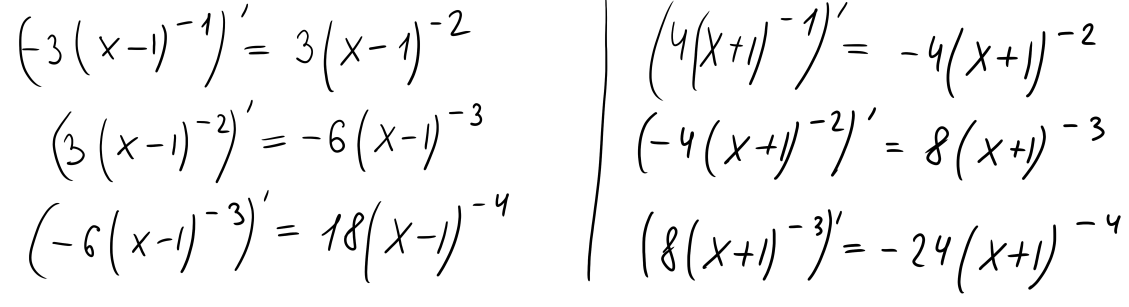 (-3(x-1)^{-1})' = 3(x-1)^{-2}
(3(x-1)^{-2})' = -6(x-1)^{-3}
(-6(x-1)^{-3})' = 18(x-1)^{-4}
(4(x+1)^{-1})' = -4(x+1)^{-2}
(-4(x+1)^{-2})' = 8(x+1)^{-3}
(8(x+1)^{-3})' = -24(x+1)^{-4}